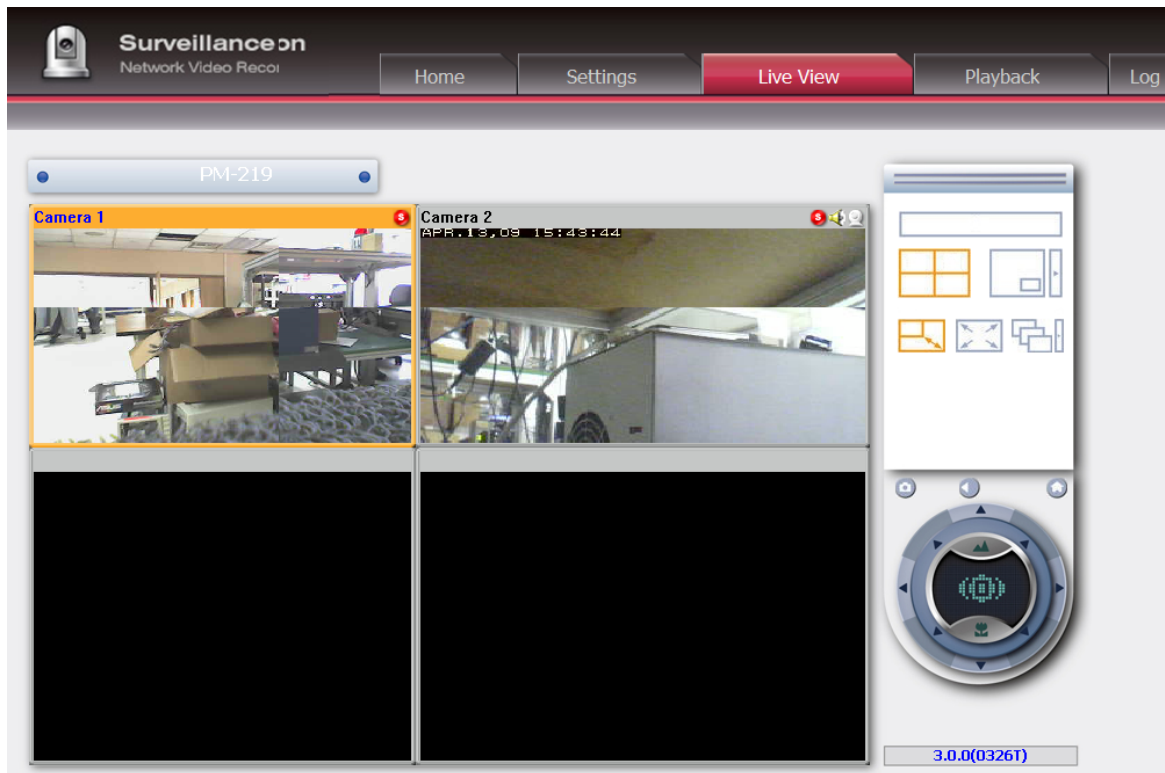 Surveillance on
Network Video Recor
Home
Settings
Live View
Playback
Log
PM-219
Camera 1
S
Camera 2
S
APR.13,09 15:43:44
3.0.0(0326T)